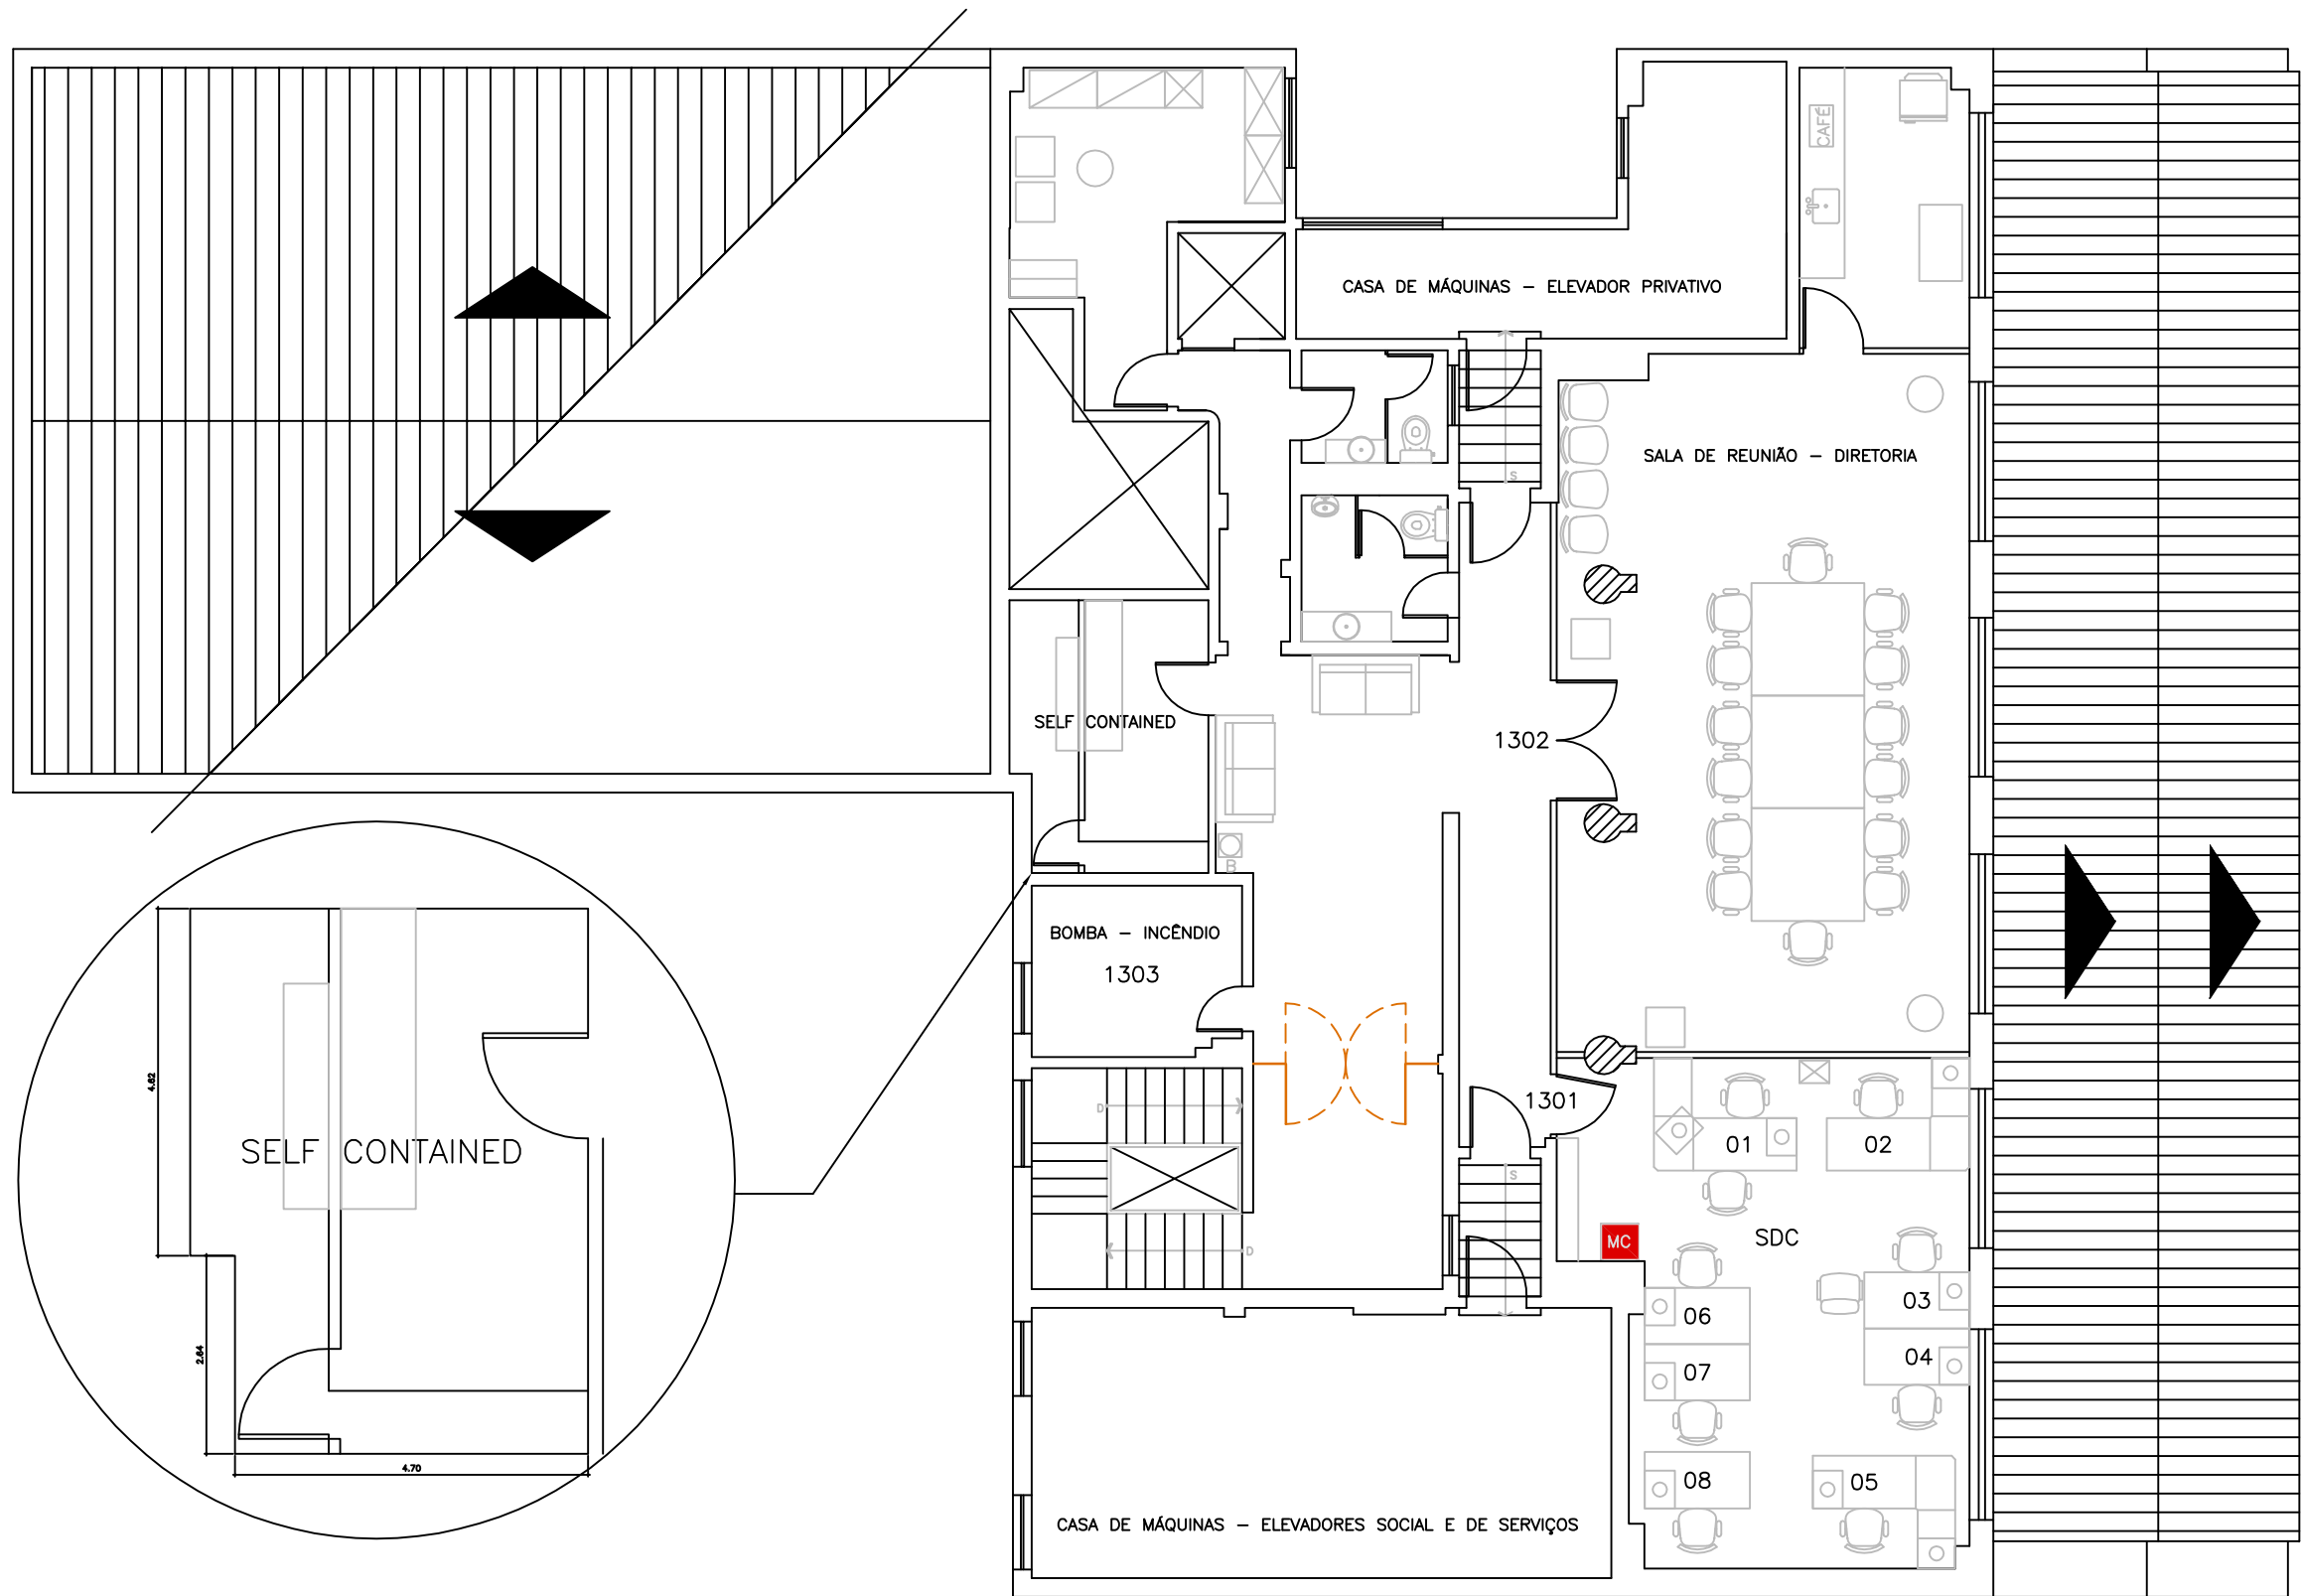 CAFÉ
CASA DE MÁQUINAS – ELEVADOR PRIVATIVO
S
SALA DE REUNIÃO – DIRETORIA
SELF CONTAINED
1302
B
BOMBA – INCÊNDIO
1303
D
1301
S
01
02
MC
SDC
D
03
06
04
07
08
05
CASA DE MÁQUINAS – ELEVADORES SOCIAL E DE SERVIÇOS
4.62
SELF CONTAINED
2.64
4.70